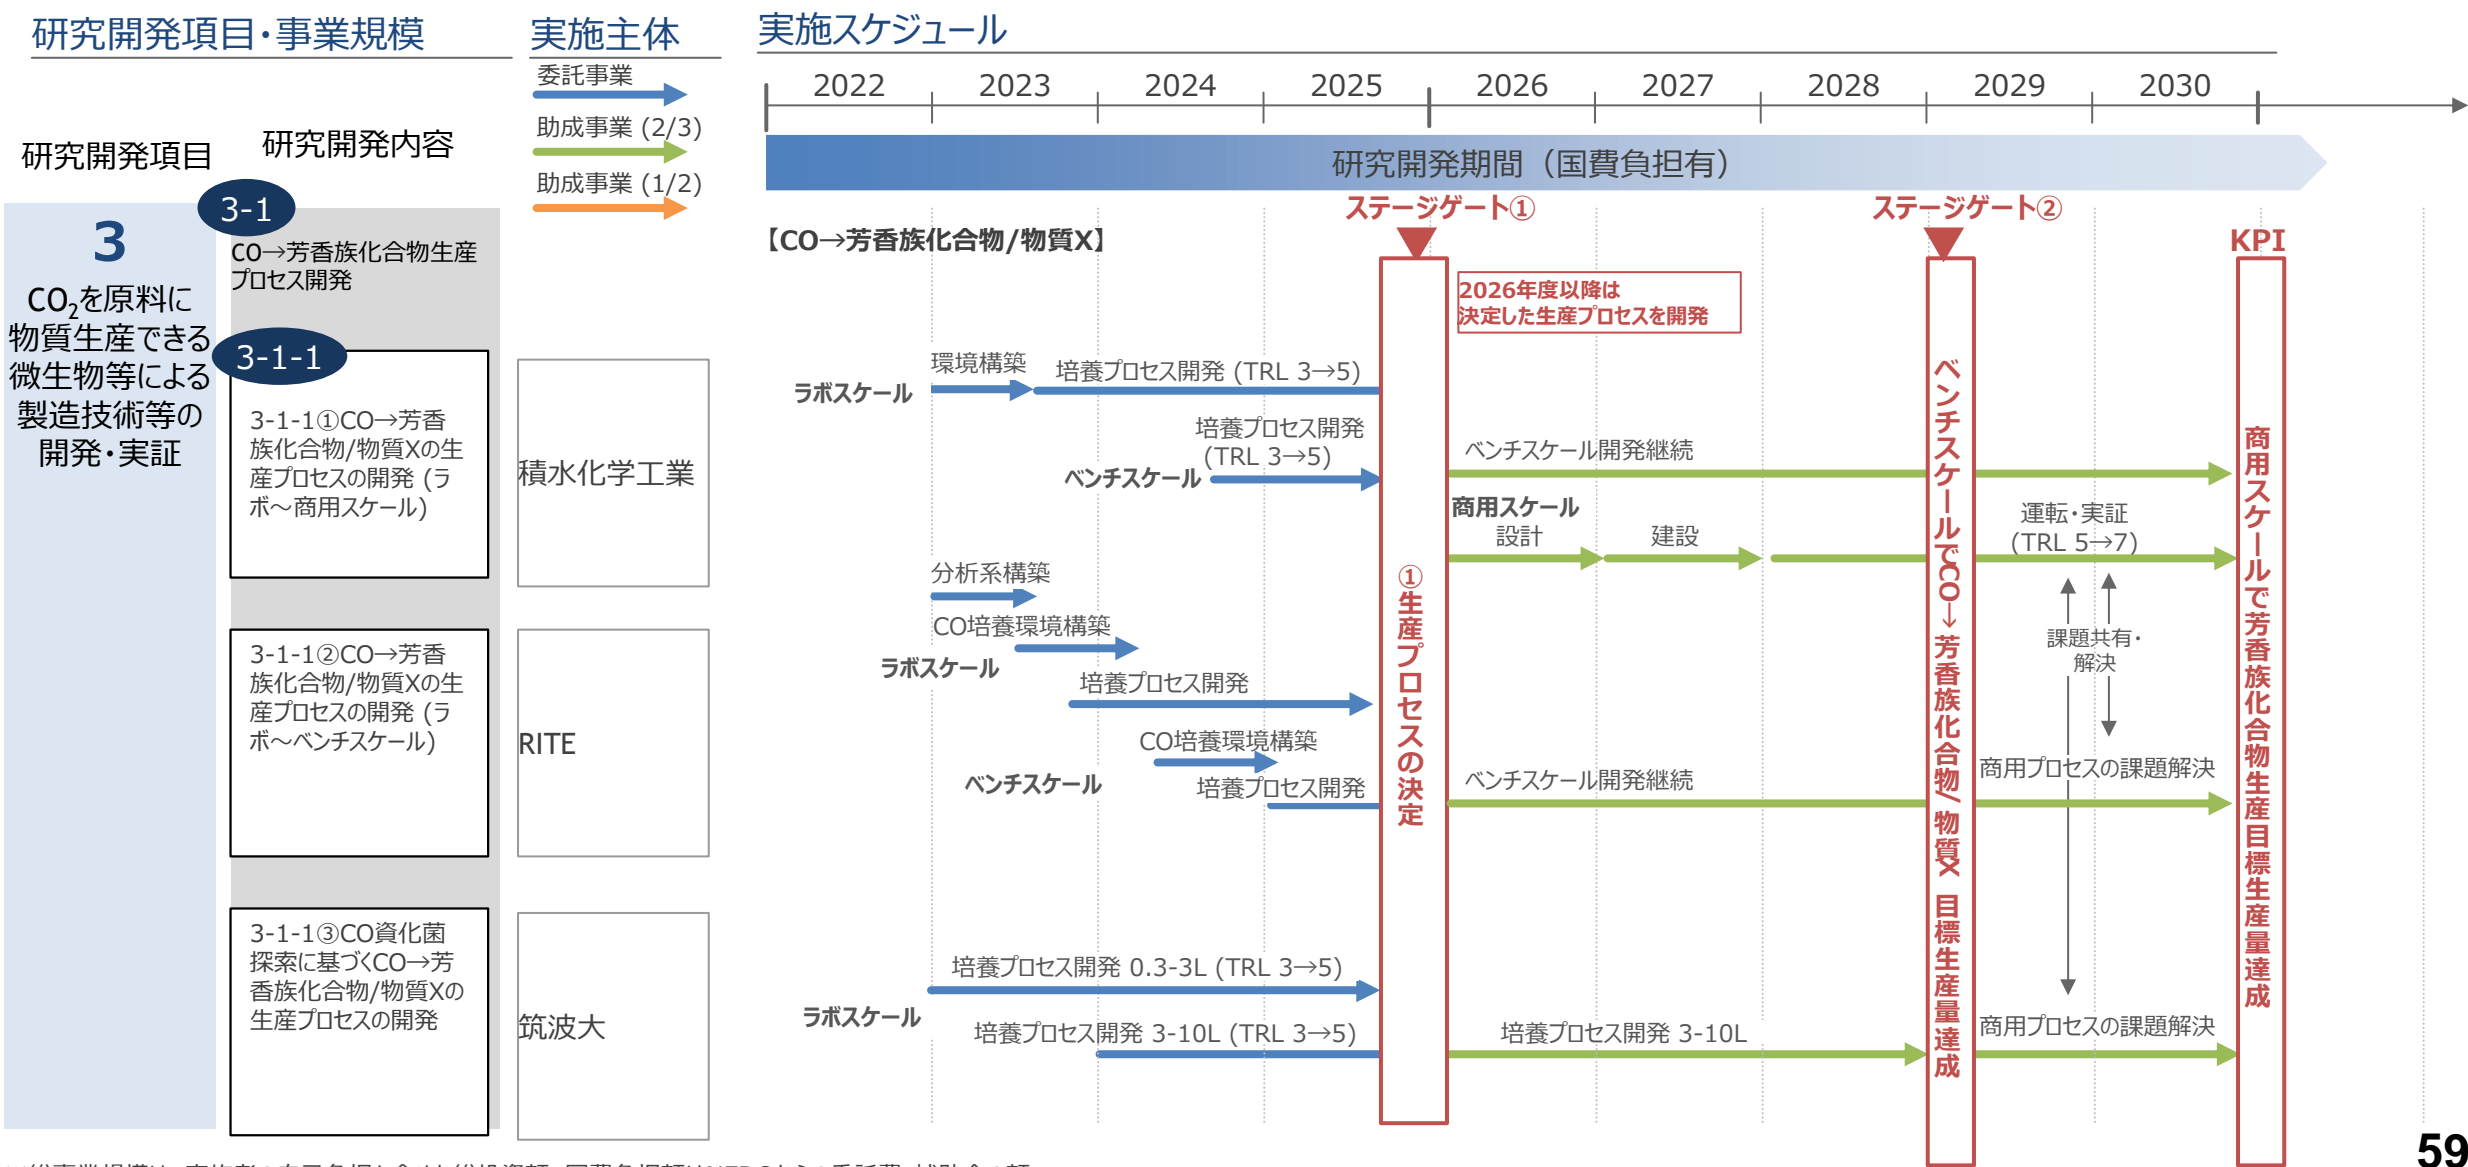 研究開発項目・事業規模
実施主体
実施スケジュール
委託事業
助成事業 (2/3)
助成事業 (1/2)
2022
2023
2024
2025
2026
2027
2028
2029
2030
研究開発項目
研究開発内容
研究開発期間（国費負担有）
ステージゲート①
ステージゲート②
KPI
3
CO₂を原料に
物質生産できる
微生物等による
製造技術等の
開発・実証
3-1
CO→芳香族化合物生産
プロセス開発
【CO→芳香族化合物/物質X】
2026年度以降は
決定した生産プロセスを開発
3-1-1
3-1-1①CO→芳香
族化合物/物質Xの生
産プロセスの開発 (ラ
ボ～商用スケール)
積水化学工業
ラボスケール
環境構築
培養プロセス開発 (TRL 3→5)
ベンチスケール
培養プロセス開発
(TRL 3→5)
ベンチスケール開発継続
商用スケール
設計
建設
運転・実証
(TRL 5→7)
課題共有・
解決
3-1-1②CO→芳香
族化合物/物質Xの生
産プロセスの開発 (ラ
ボ～ベンチスケール)
RITE
分析系構築
CO培養環境構築
ラボスケール
培養プロセス開発
CO培養環境構築
ベンチスケール
培養プロセス開発
ベンチスケール開発継続
商用プロセスの課題解決
3-1-1③CO資化菌
探索に基づくCO→芳
香族化合物/物質Xの
生産プロセスの開発
筑波大
ラボスケール
培養プロセス開発 0.3-3L (TRL 3→5)
培養プロセス開発 3-10L (TRL 3→5)
培養プロセス開発 3-10L
商用プロセスの課題解決
①生産プロセスの決定
ベンチスケールでCO→芳香族化合物/物質X 目標生産量達成
商用スケールで芳香族化合物生産目標生産量達成
59